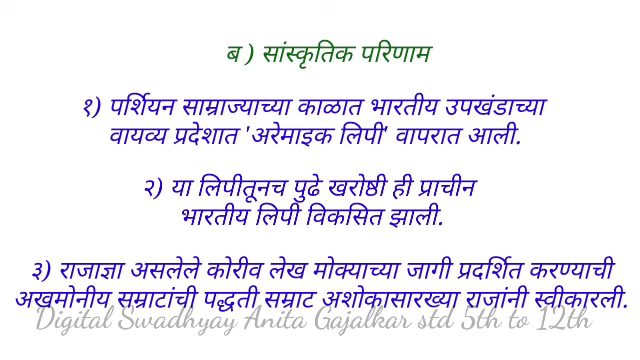 ब ) सांस्कृतिक परिणाम
१) पर्शियन साम्राज्याच्या काळात भारतीय उपखंडाच्या
वायव्य प्रदेशात 'अरेमाइक लिपी' वापरात आली.
२) या लिपीतूनच पुढे खरोष्ठी ही प्राचीन
भारतीय लिपी विकसित झाली.
३) राजाज्ञा असलेले कोरीव लेख मोक्याच्या जागी प्रदर्शित करण्याची
अखमोनीय सम्राटांची पद्धती सम्राट अशोकासारख्या राजांनी स्वीकारली.
Digital Swadhyay Anita Gajalkar std 5th to 12th